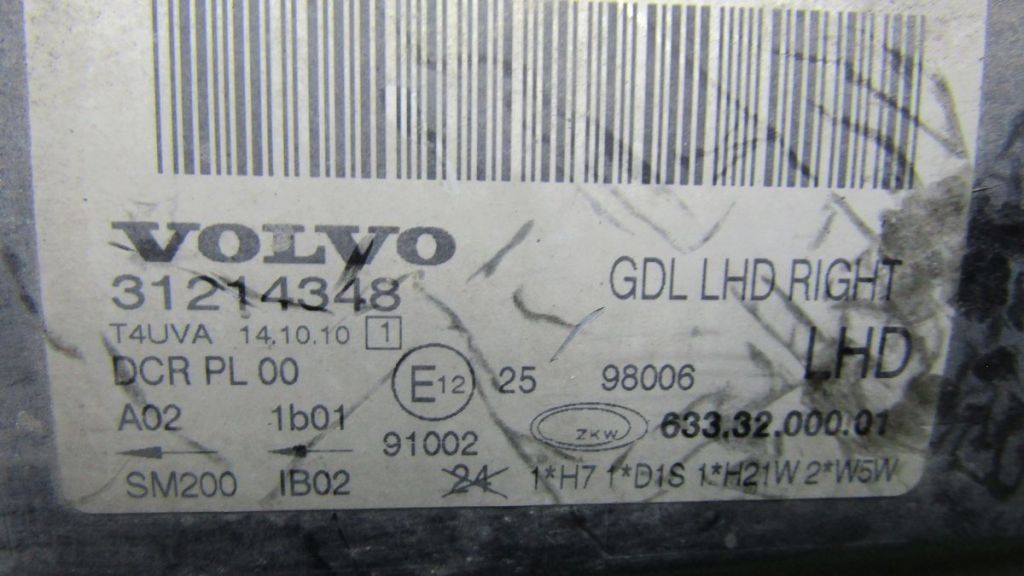 VOLVO
31214348
GDL LHD RIGHT
T4UVA 14.10.10 1
LHD
DCR PL 00
E12 25 98006
A02 1b01
ZKW 633.32.000.01
91002
SM200 IB02 24 1*H7 1*D1S 1*H21W 2*W5W